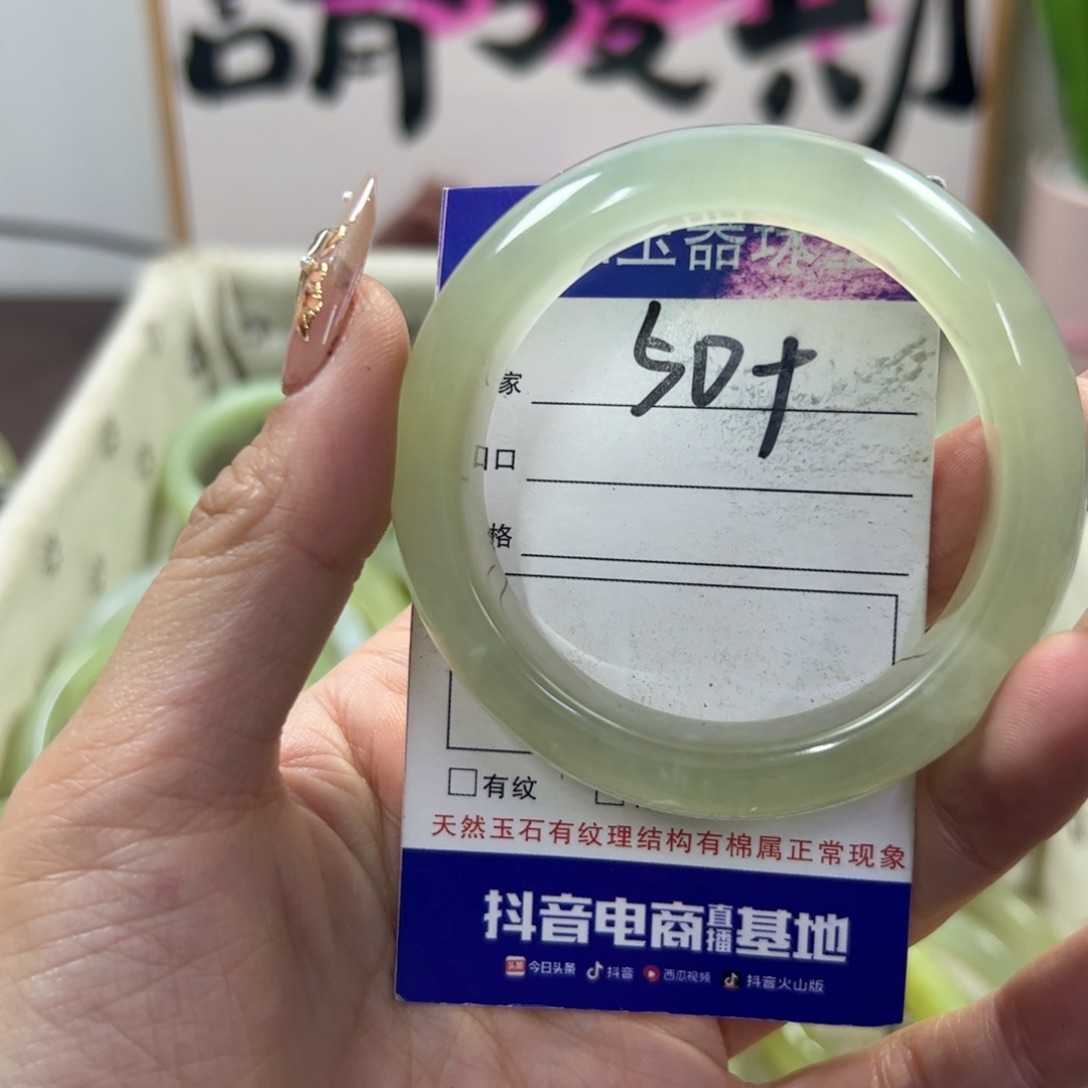 玉器珠
50+
家
口
格
有纹
天然玉石有纹理结构有棉属正常现象
抖音电商直播基地
头条 今日头条 抖音 西瓜视频 抖音火山版